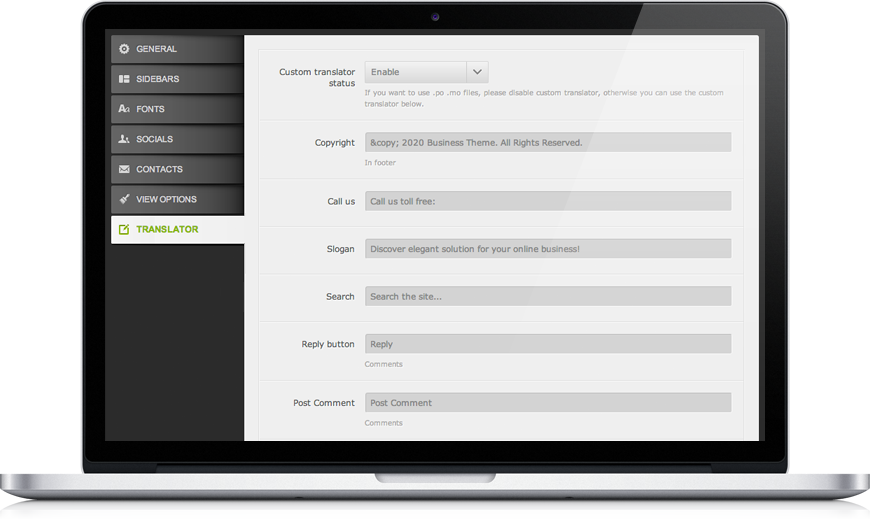 GENERAL
SIDEBARS
Aa FONTS
SOCIALS
CONTACTS
VIEW OPTIONS
TRANSLATOR
Custom translator
status
Enable
If you want to use .po .mo files, please disable custom translator, otherwise you can use the custom
translator below.
Copyright
&copy; 2020 Business Theme. All Rights Reserved.
In footer
Call us
Call us toll free:
Slogan
Discover elegant solution for your online business!
Search
Search the site...
Reply button
Reply
Comments
Post Comment
Post Comment
Comments